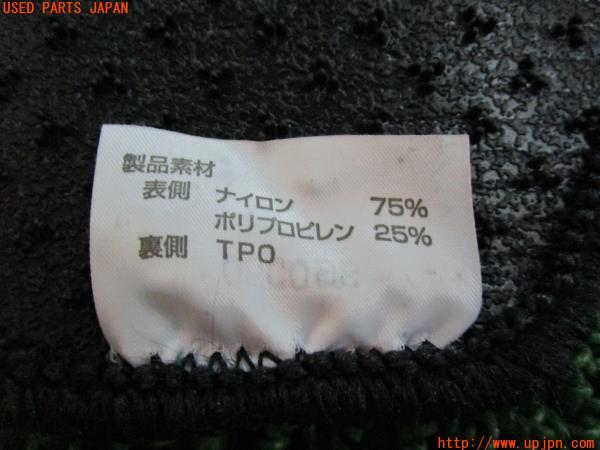 USED PARTS JAPAN
製品素材
表側 ナイロン 75%
ポリプロピレン 25%
裏側 TPO
http://www.upjpn.com/